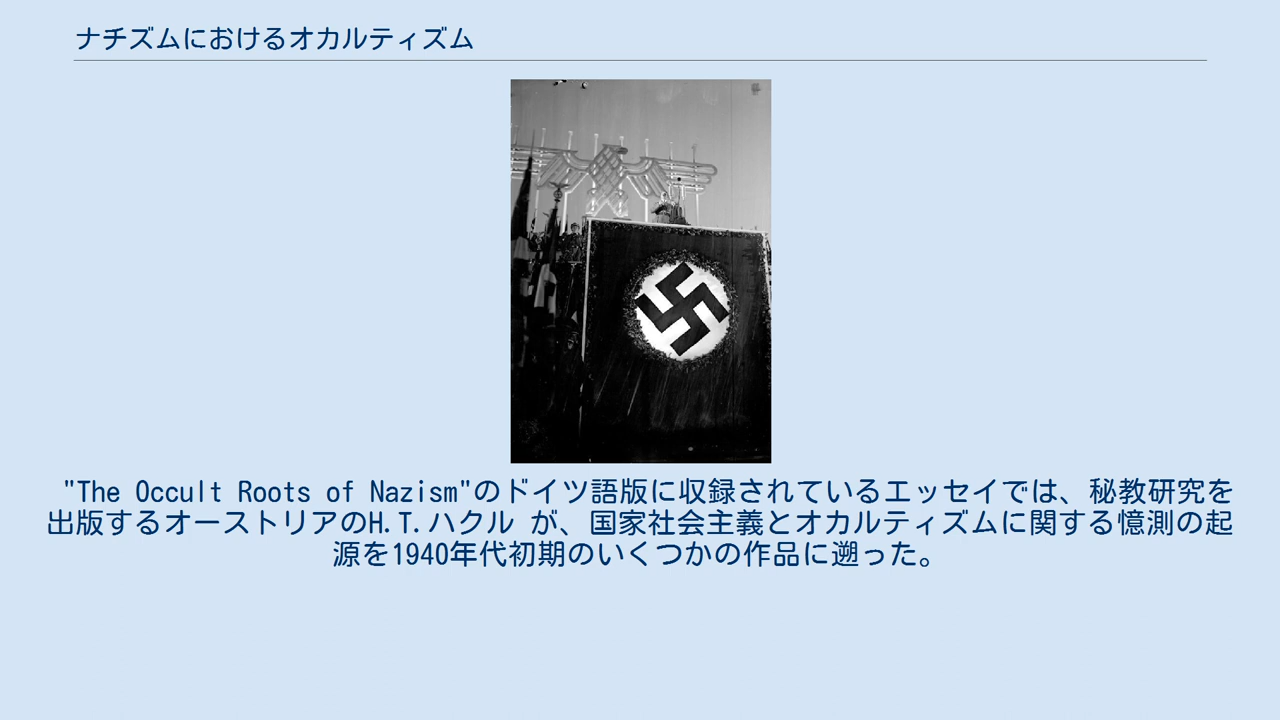 ナチズムにおけるオカルティズム
"The Occult Roots of Nazism"のドイツ語版に収録されているエッセイでは、秘教研究を
出版するオーストリアのH.T.ハクル が、国家社会主義とオカルティズムに関する憶測の起
源を1940年代初期のいくつかの作品に遡った。